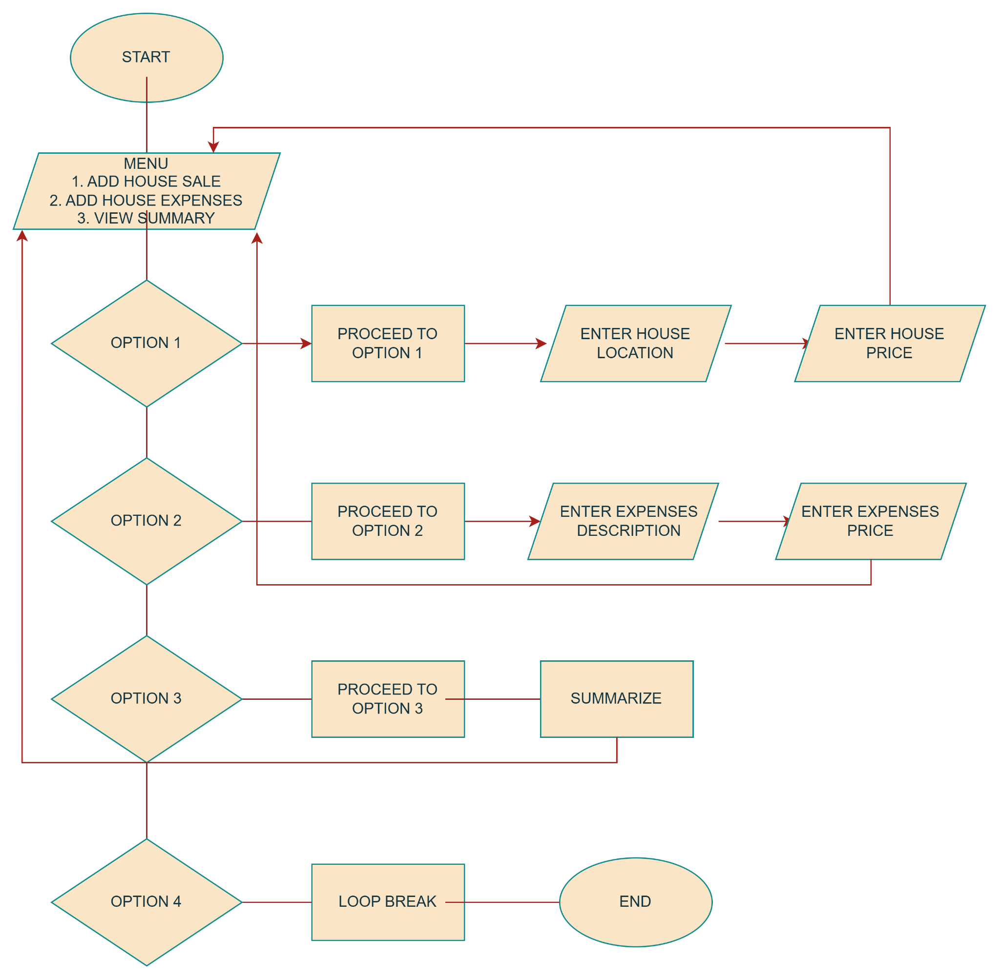 START
MENU
1. ADD HOUSE SALE
2. ADD HOUSE EXPENSES
3. VIEW SUMMARY
OPTION 1
PROCEED TO
OPTION 1
ENTER HOUSE
LOCATION
ENTER HOUSE
PRICE
OPTION 2
PROCEED TO
OPTION 2
ENTER EXPENSES
DESCRIPTION
ENTER EXPENSES
PRICE
OPTION 3
PROCEED TO
OPTION 3
SUMMARIZE
OPTION 4
LOOP BREAK
END